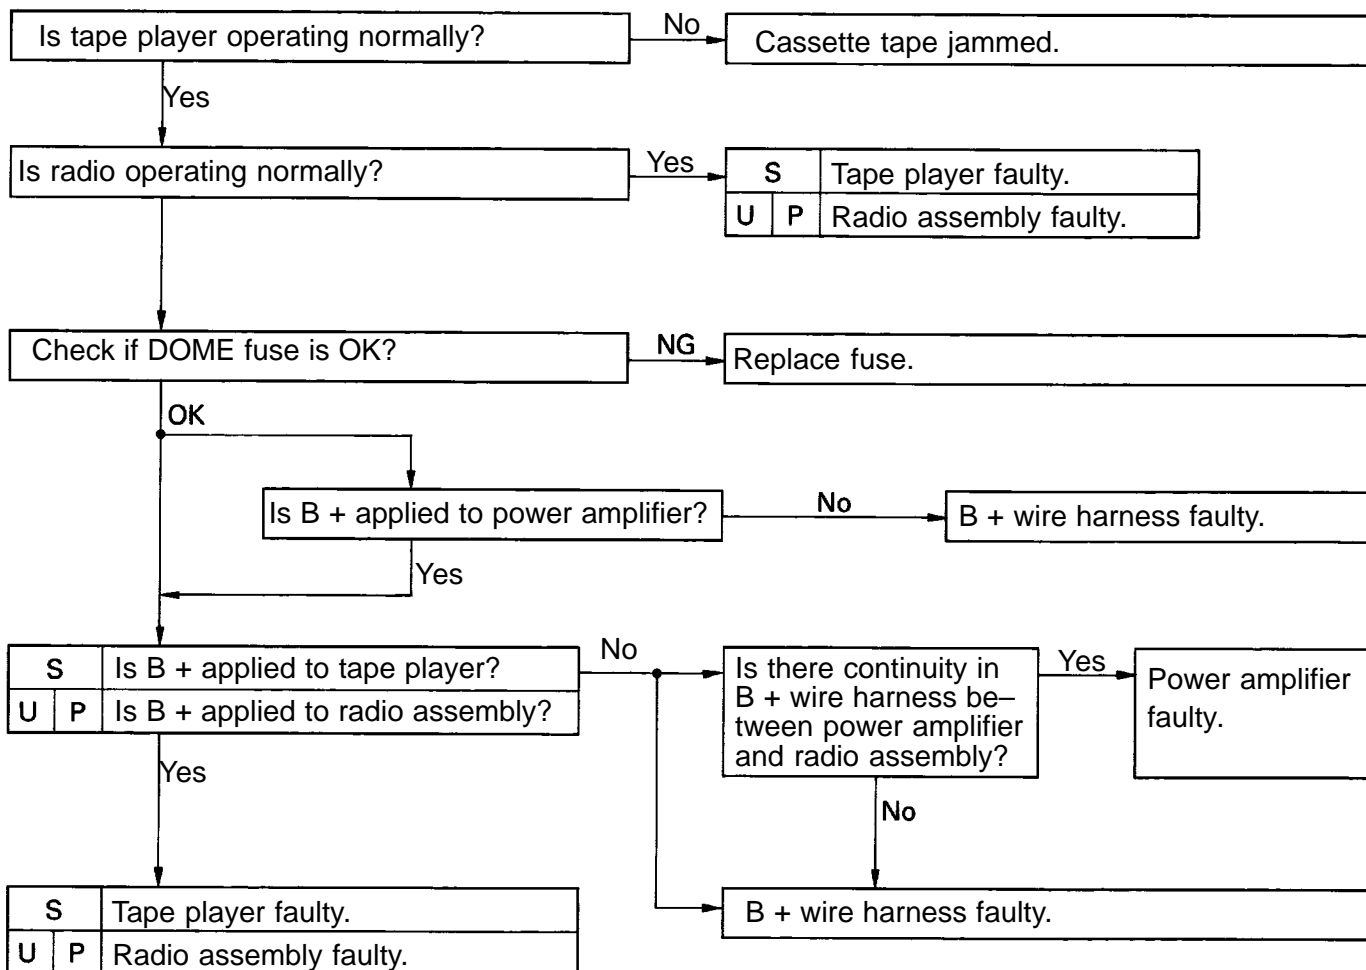 Is tape player operating normally?
No
Cassette tape jammed.
Yes
Is radio operating normally?
Yes
S Tape player faulty.
U P Radio assembly faulty.
Check if DOME fuse is OK?
NG
Replace fuse.
OK
Is B + applied to power amplifier?
No
B + wire harness faulty.
Yes
S Is B + applied to tape player?
U P Is B + applied to radio assembly?
No
Is there continuity in
B + wire harness be–
tween power amplifier
and radio assembly?
Yes
Power amplifier
faulty.
Yes
No
S Tape player faulty.
U P Radio assembly faulty.
B + wire harness faulty.